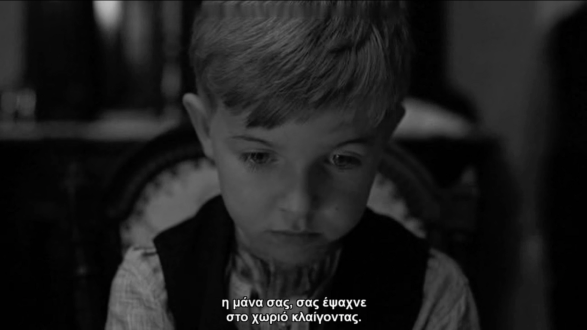 η μάνα σας, σας έψαχνε
στο χωριό κλαίγοντας.